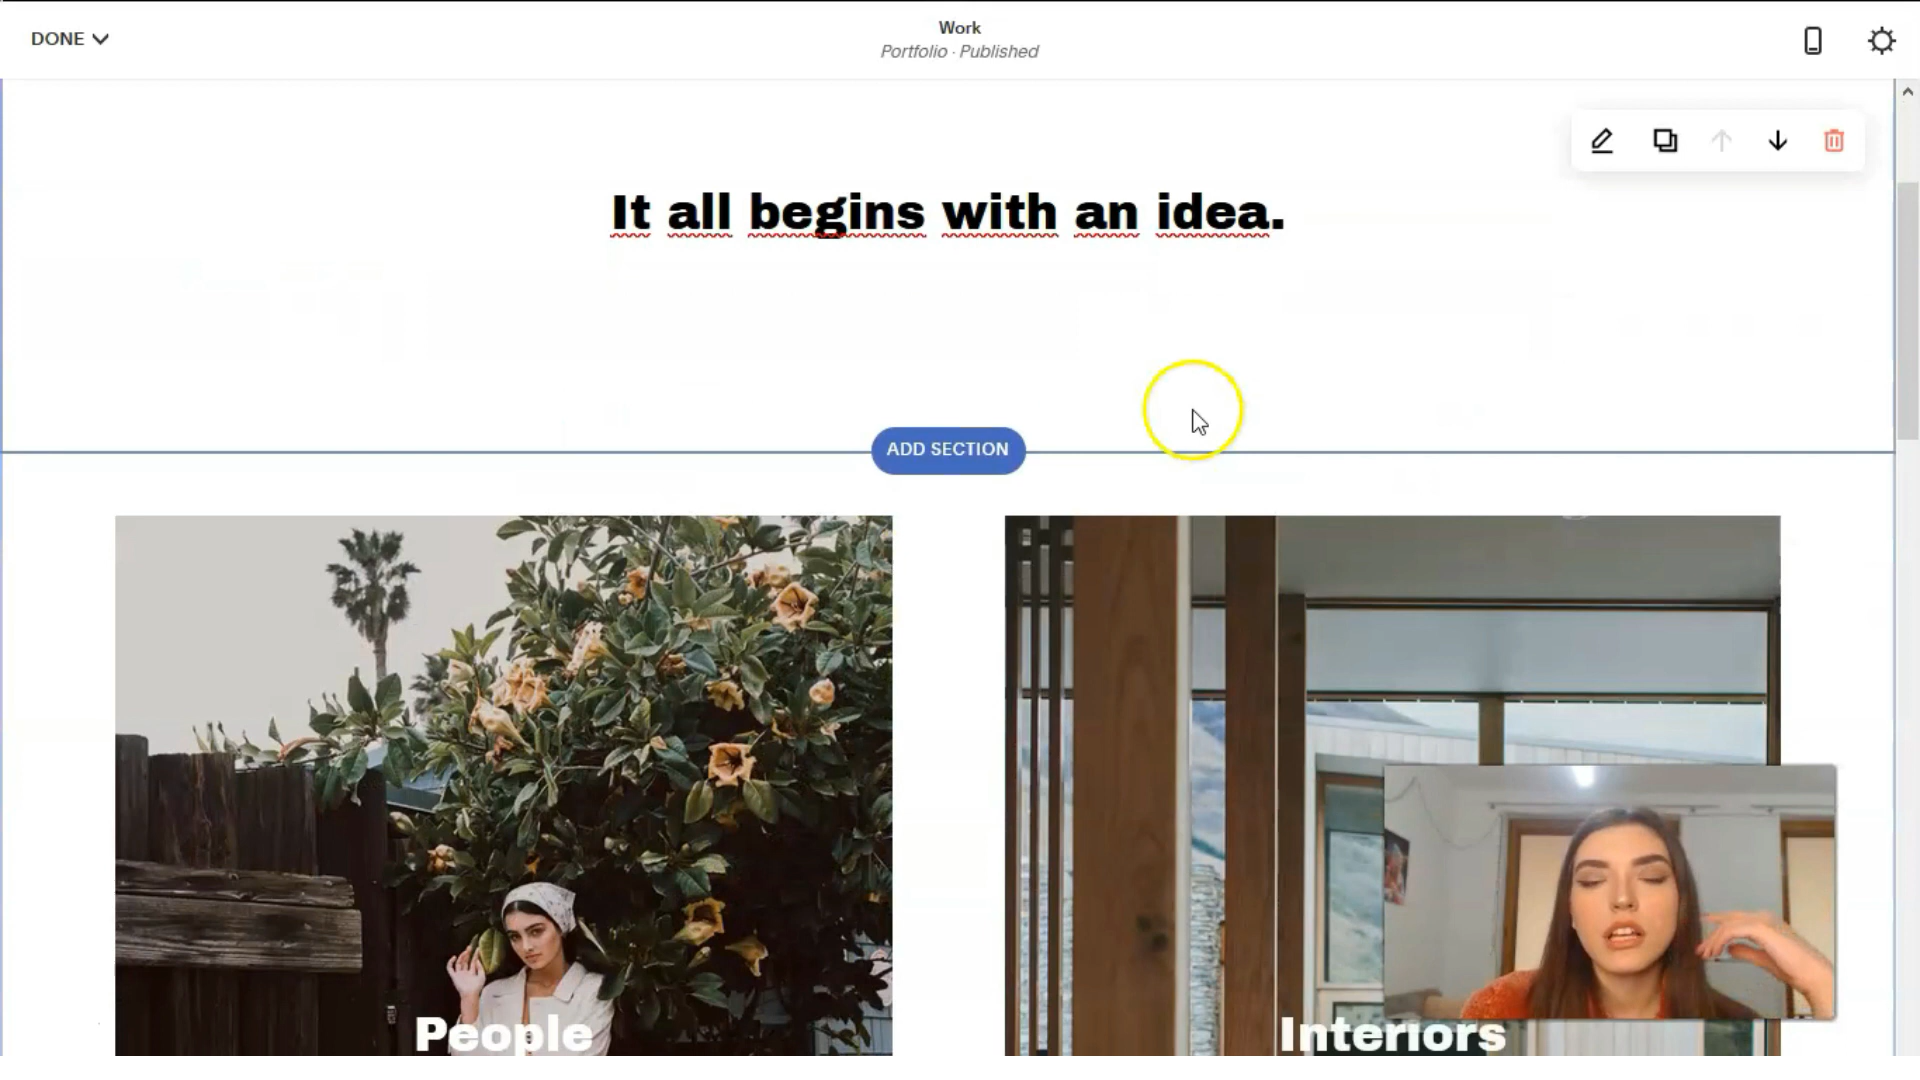 DONE
Work
Portfolio · Published
It all begins with an idea.
ADD SECTION
People
Interiors